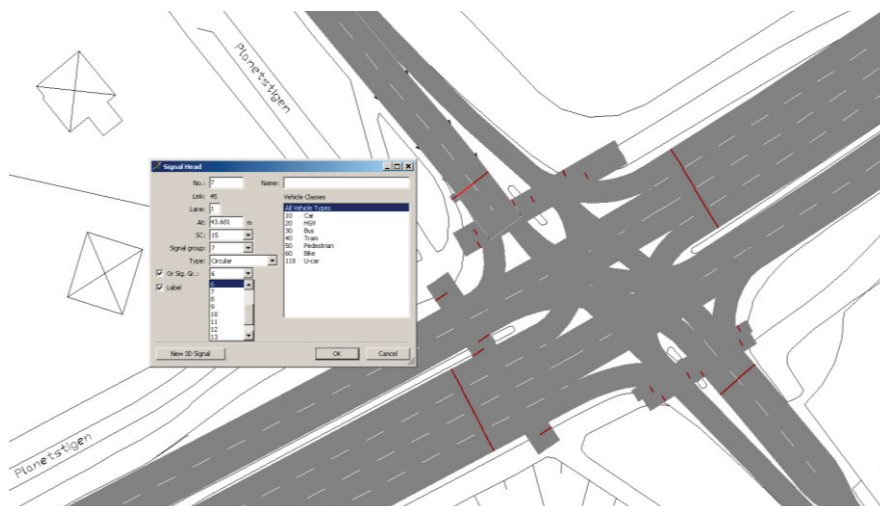 Planetstigen
Signal Head
No.: 7 Name:
Link: 45 Vehicle Classes
Lane: 1 All Vehicle Types
At: 43.681 m 10 Car
SC: 15 20 HGV
Signal group: 7 30 Bus
Type: Circular 40 Tram
Or Sig. Gr.: 6 50 Pedestrian
Label 60 Bike
110 U-car
6
7
8
9
10
11
12
13
New 3D Signal OK Cancel
Planetstigen